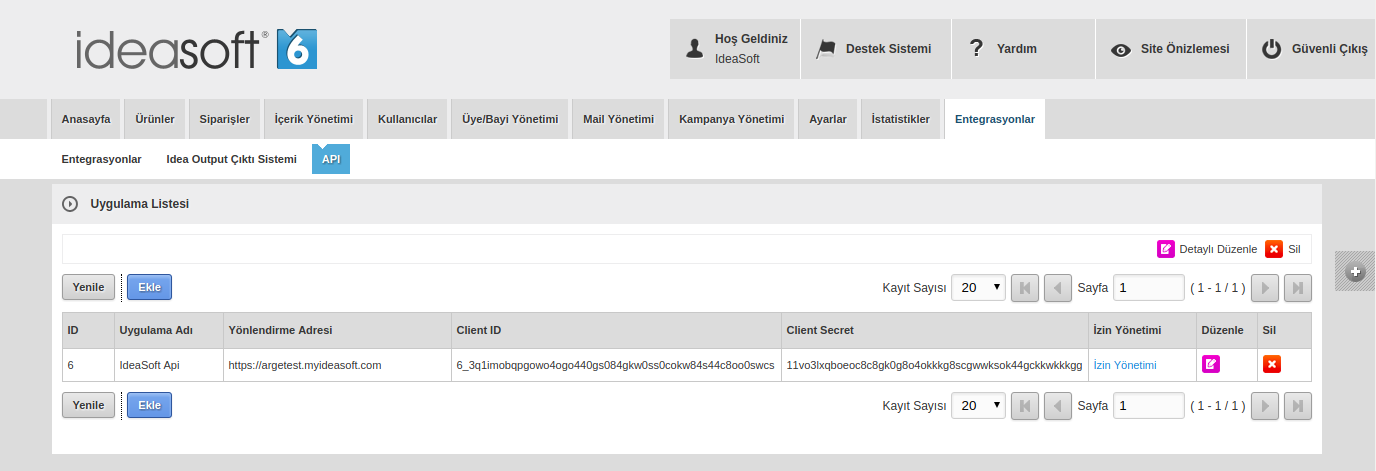 ideasoft® 6
Hoş Geldiniz
IdeaSoft
Destek Sistemi
? Yardım
Site Önizlemesi
Güvenli Çıkış
Anasayfa Ürünler Siparişler İçerik Yönetimi Kullanıcılar Üye/Bayi Yönetimi Mail Yönetimi Kampanya Yönetimi Ayarlar İstatistikler Entegrasyonlar
Entegrasyonlar Idea Output Çıktı Sistemi API
Uygulama Listesi
Detaylı Düzenle Sil
Yenile Ekle Kayıt Sayısı 20 Sayfa 1 ( 1 - 1 / 1 )
ID Uygulama Adı Yönlendirme Adresi Client ID Client Secret İzin Yönetimi Düzenle Sil
6 IdeaSoft Api https://argetest.myideasoft.com 6_3q1imobqpgowo4ogo440gs084gkw0ss0cokw84s44c8oo0swcs 11vo3lxqboeoc8c8gk0g8o4okkkg8scgwwksok44gckkwkkkgg İzin Yönetimi
Yenile Ekle Kayıt Sayısı 20 Sayfa 1 ( 1 - 1 / 1 )